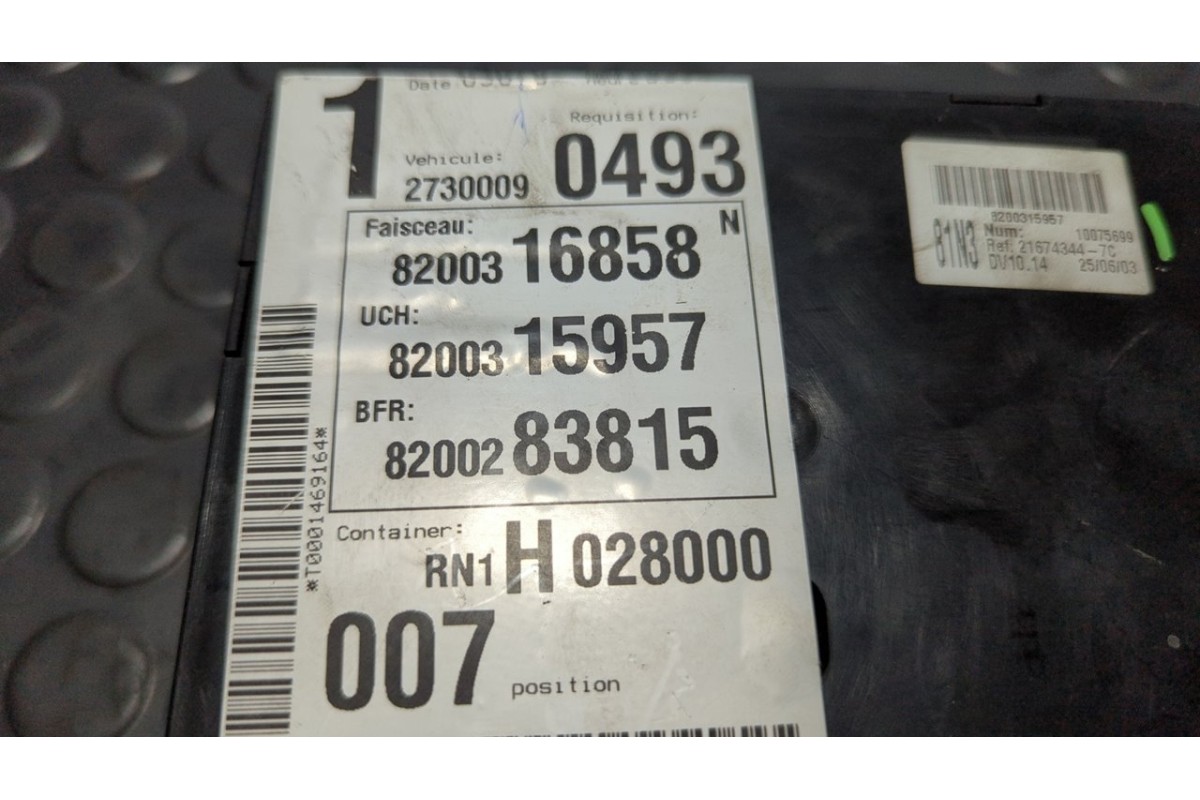 1
Date
Requisition:
Vehicule:
2730009 0493
Faisceau: N
82003 16858
UCH:
82003 15957
BFR:
82002 83815
Container:
RN1 H 028000
007 position
*T0001469164*
8200315957
81N3
Num: 10075699
Ref: 21674344-7C
DV10.14 25/06/03